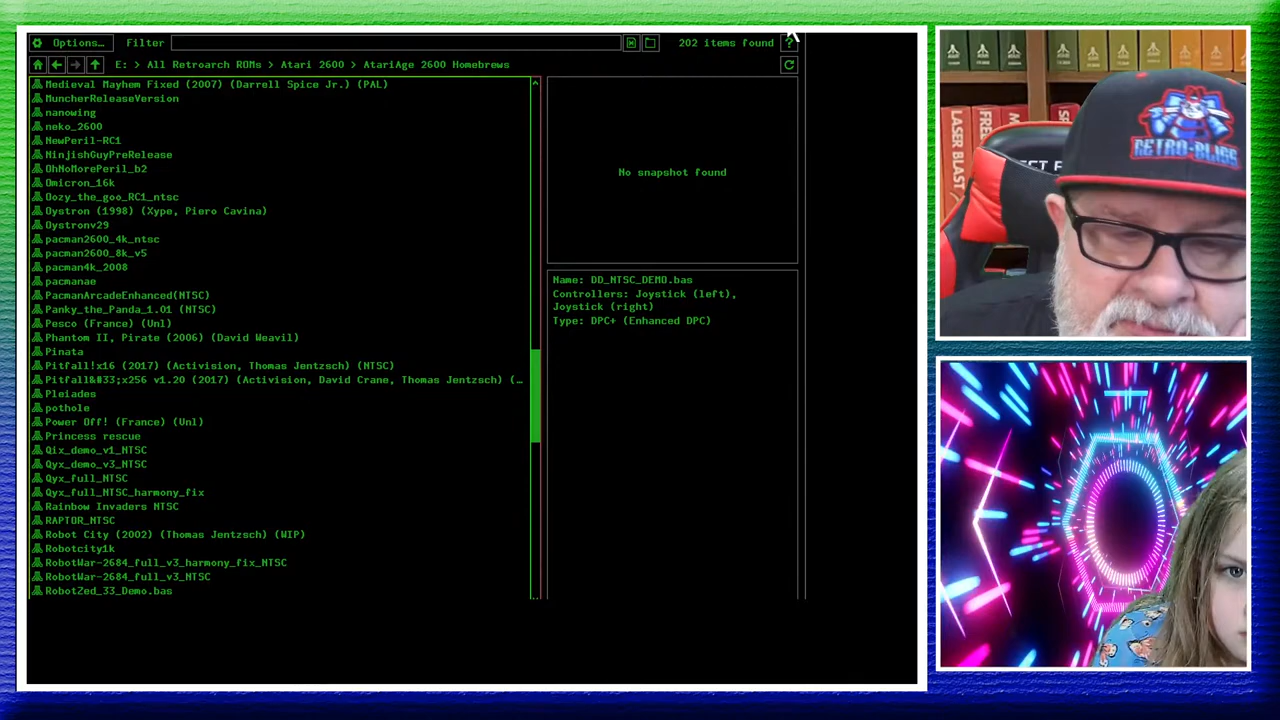 Options…
Filter
202 items found
?
E: > All Retroarch ROMs > Atari 2600 > AtariAge 2600 Homebrews
Medieval Mayhem Fixed (2007) (Darrell Spice Jr.) (PAL)
MuncherReleaseVersion
nanowing
neko_2600
NewPeril-RC1
NinjishGuyPreRelease
OhNoMorePeril_b2
Omicron_16k
Oozy_the_goo_RC1_ntsc
Oystron (1998) (Xype, Piero Cavina)
Oystronv29
pacman2600_4k_ntsc
pacman2600_8k_v5
pacman4k_2008
pacmanae
PacmanArcadeEnhanced(NTSC)
Panky_the_Panda_1.01 (NTSC)
Pesco (France) (Unl)
Phantom II, Pirate (2006) (David Weavil)
Pinata
Pitfall!x16 (2017) (Activision, Thomas Jentzsch) (NTSC)
Pitfall&#33;x256 v1.20 (2017) (Activision, David Crane, Thomas Jentzsch) (…
Pleiades
pothole
Power Off! (France) (Unl)
Princess rescue
Qix_demo_v1_NTSC
Qyx_demo_v3_NTSC
Qyx_full_NTSC
Qyx_full_NTSC_harmony_fix
Rainbow Invaders NTSC
RAPTOR_NTSC
Robot City (2002) (Thomas Jentzsch) (WIP)
Robotcity1k
RobotWar-2684_full_v3_harmony_fix_NTSC
RobotWar-2684_full_v3_NTSC
RobotZed_33_Demo.bas
No snapshot found
Name: DD_NTSC_DEMO.bas
Controllers: Joystick (left),
Joystick (right)
Type: DPC+ (Enhanced DPC)
LASER BLAST
RETRO-BLISS